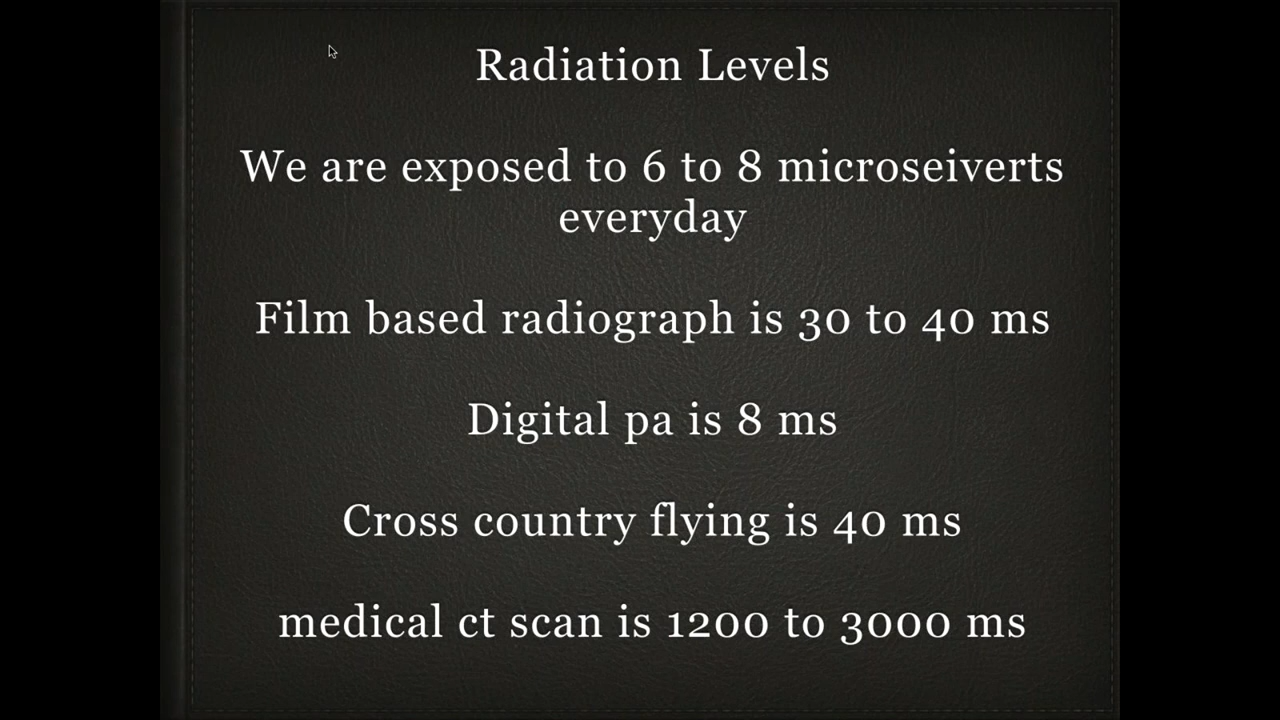 Radiation Levels
We are exposed to 6 to 8 microseiverts
everyday
Film based radiograph is 30 to 40 ms
Digital pa is 8 ms
Cross country flying is 40 ms
medical ct scan is 1200 to 3000 ms